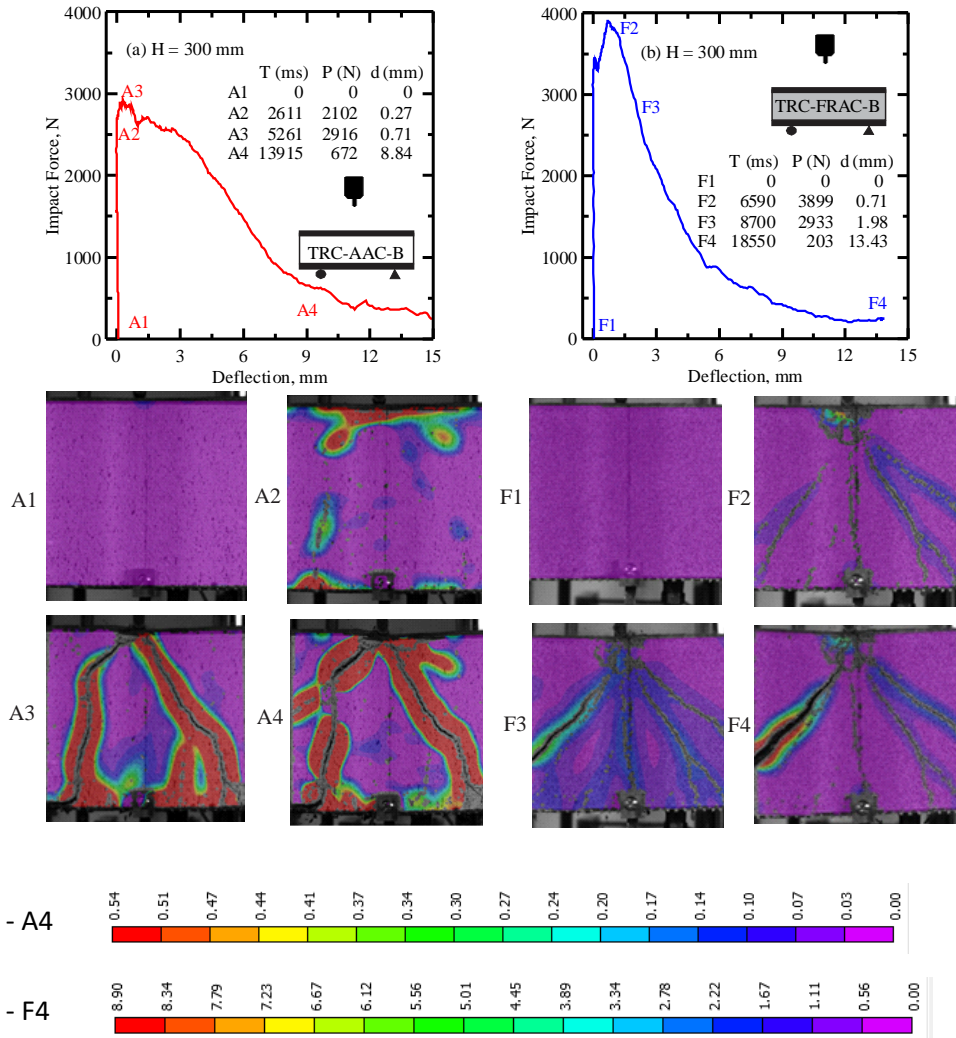 4000
3000
2000
1000
0
Impact Force, N
(a) H = 300 mm
T (ms) P (N) d (mm)
A1 0 0 0
A2 2611 2102 0.27
A3 5261 2916 0.71
A4 13915 672 8.84
A3
A2
TRC-AAC-B
A4
A1
0 3 6 9 12 15
Deflection, mm
4000
3000
2000
1000
0
Impact Force, N
F2
(b) H = 300 mm
F3
TRC-FRAC-B
T (ms) P (N) d (mm)
F1 0 0 0
F2 6590 3899 0.71
F3 8700 2933 1.98
F4 18550 203 13.43
F4
F1
0 3 6 9 12 15
Deflection, mm
A1
A2
F1
F2
A3
A4
F3
F4
- A4
0.54 0.51 0.47 0.44 0.41 0.37 0.34 0.30 0.27 0.24 0.20 0.17 0.14 0.10 0.07 0.03 0.00
- F4
8.90 8.34 7.79 7.23 6.67 6.12 5.56 5.01 4.45 3.89 3.34 2.78 2.22 1.67 1.11 0.56 0.00